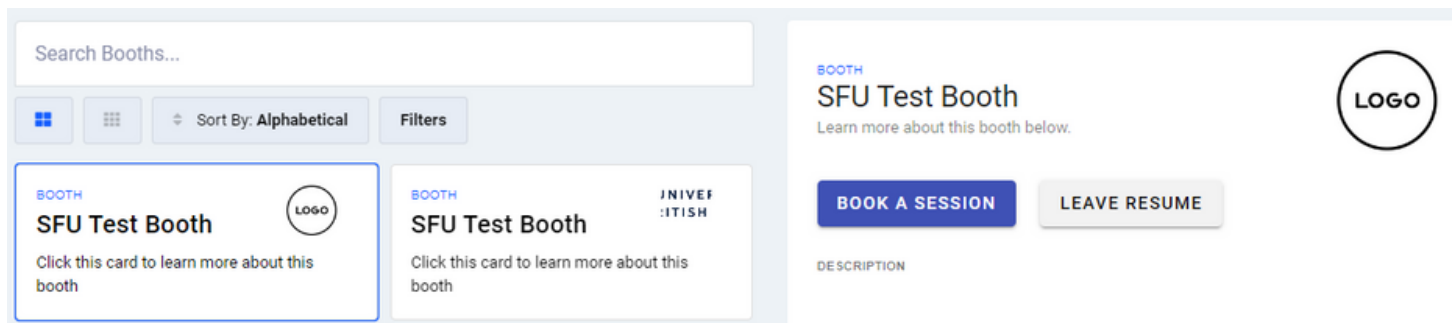 Search Booths...
Sort By: Alphabetical
Filters
BOOTH
SFU Test Booth
LOGO
Click this card to learn more about this
booth
BOOTH
SFU Test Booth
Click this card to learn more about this
booth
BOOTH
SFU Test Booth
Learn more about this booth below.
LOGO
BOOK A SESSION
LEAVE RESUME
DESCRIPTION